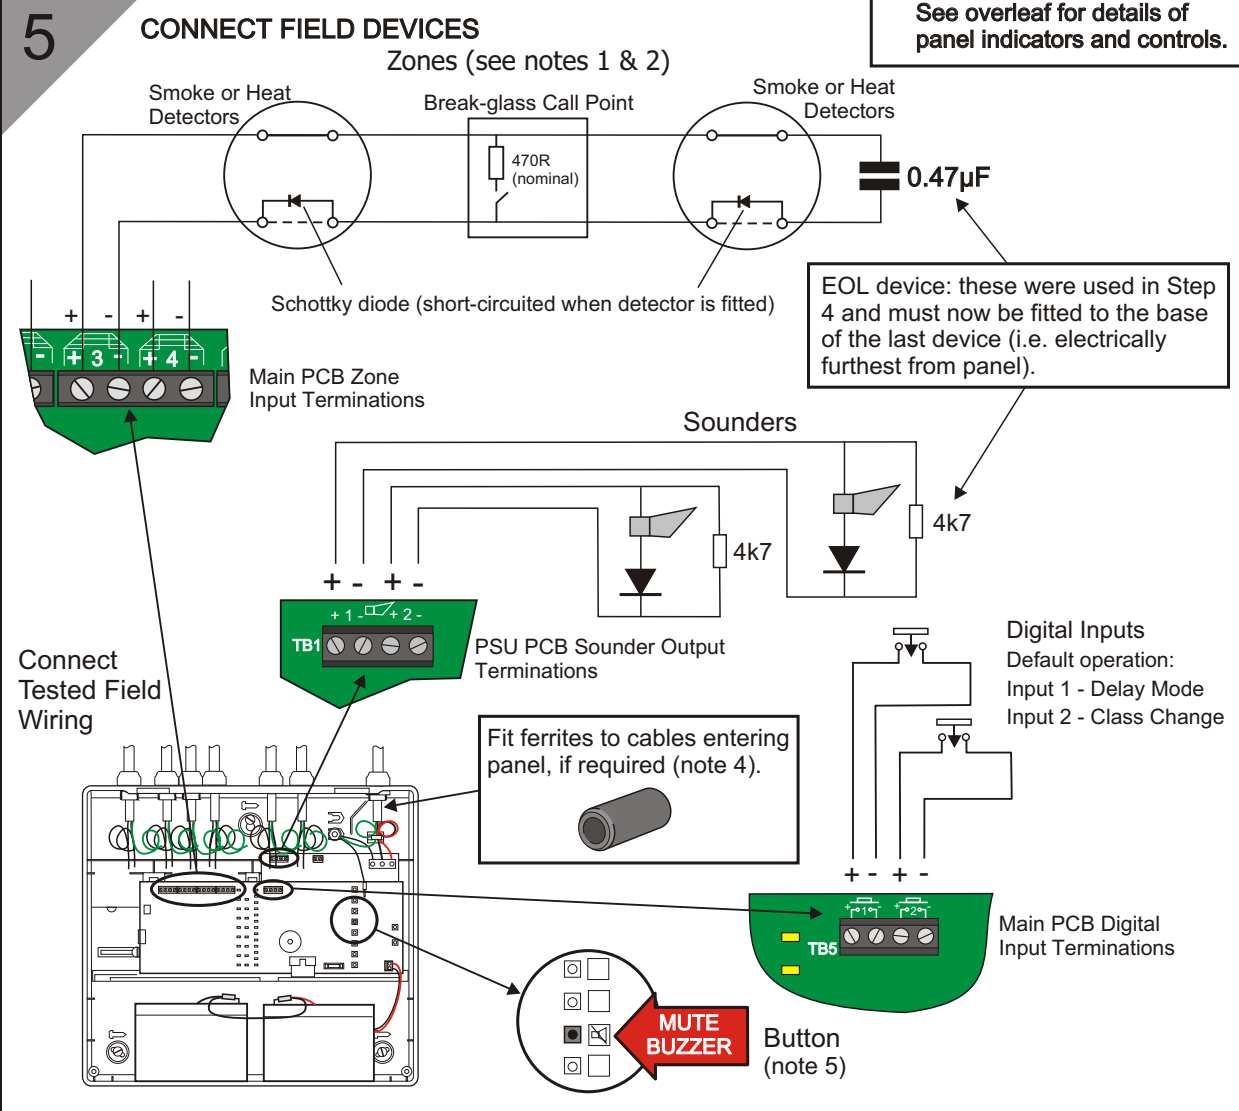 5
CONNECT FIELD DEVICES
See overleaf for details of
panel indicators and controls.
Zones (see notes 1 & 2)
Smoke or Heat
Detectors
Break-glass Call Point
Smoke or Heat
Detectors
470R
(nominal)
0.47µF
Schottky diode (short-circuited when detector is fitted)
EOL device: these were used in Step
4 and must now be fitted to the base
of the last device (i.e. electrically
furthest from panel).
+ - + -
- + 3 - + 4 -
Main PCB Zone
Input Terminations
Sounders
4k7
4k7
+ - + -
+ 1 - + 2 -
TB1
PSU PCB Sounder Output
Terminations
Connect
Tested Field
Wiring
Digital Inputs
Default operation:
Input 1 - Delay Mode
Input 2 - Class Change
Fit ferrites to cables entering
panel, if required (note 4).
+ - + -
+ 1 - + 2 -
TB5
Main PCB Digital
Input Terminations
MUTE
BUZZER
Button
(note 5)